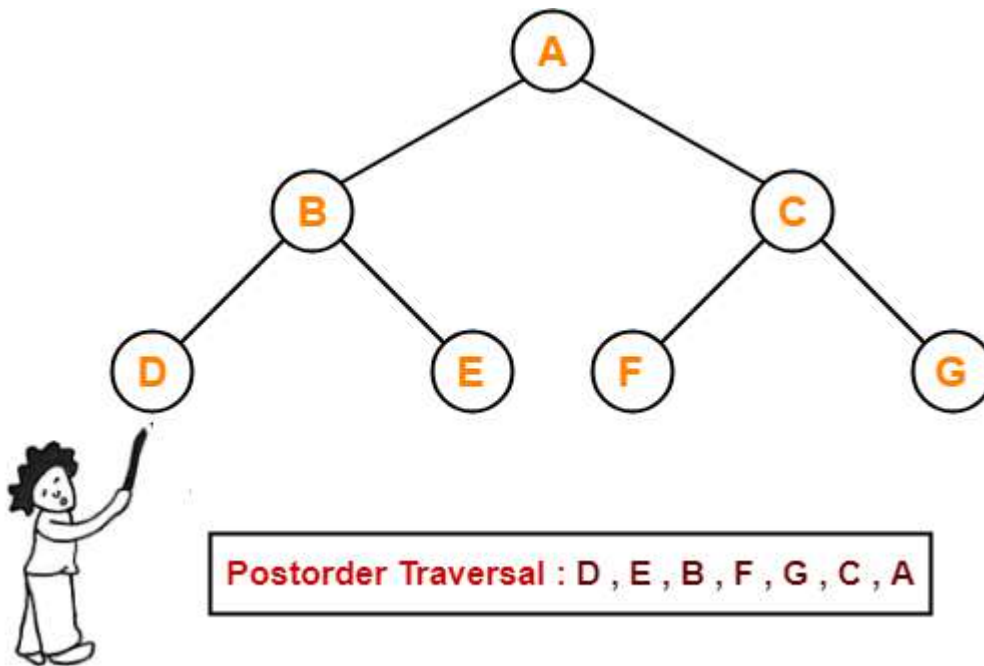 A
B C
D E F G
Postorder Traversal : D , E , B , F , G , C , A